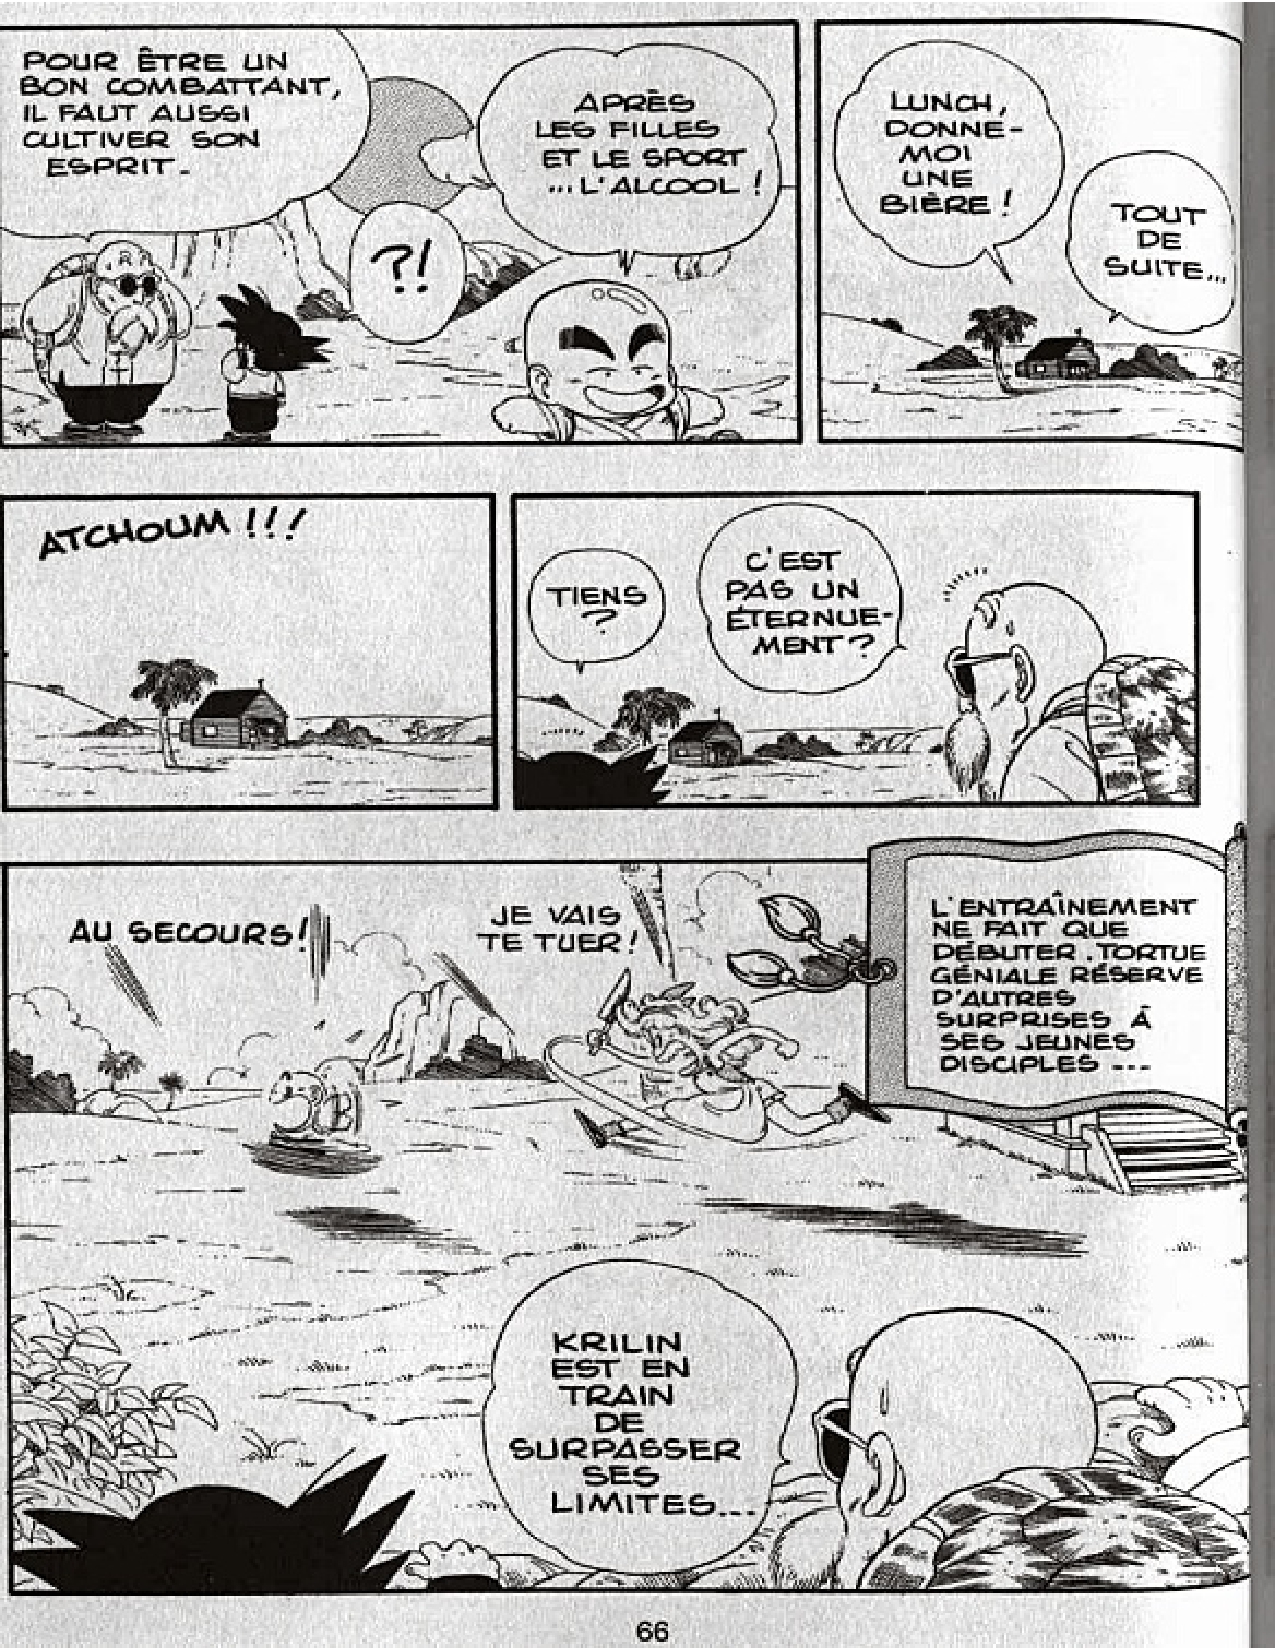 POUR ÊTRE UN
BON COMBATTANT,
IL FAUT AUSSI
CULTIVER SON
ESPRIT.
?!
APRÈS
LES FILLES
ET LE SPORT
...L'ALCOOL !
LUNCH,
DONNE-
MOI
UNE
BIÈRE !
TOUT
DE
SUITE...
ATCHOUM !!!
TIENS
?
C'EST
PAS UN
ÉTERNUE-
MENT ?
AU SECOURS !
JE VAIS
TE TUER !
L'ENTRAÎNEMENT
NE FAIT QUE
DÉBUTER . TORTUE
GÉNIALE RÉSERVE
D'AUTRES
SURPRISES À
SES JEUNES
DISCIPLES ...
KRILIN
EST EN
TRAIN
DE
SURPASSER
SES
LIMITES...
66